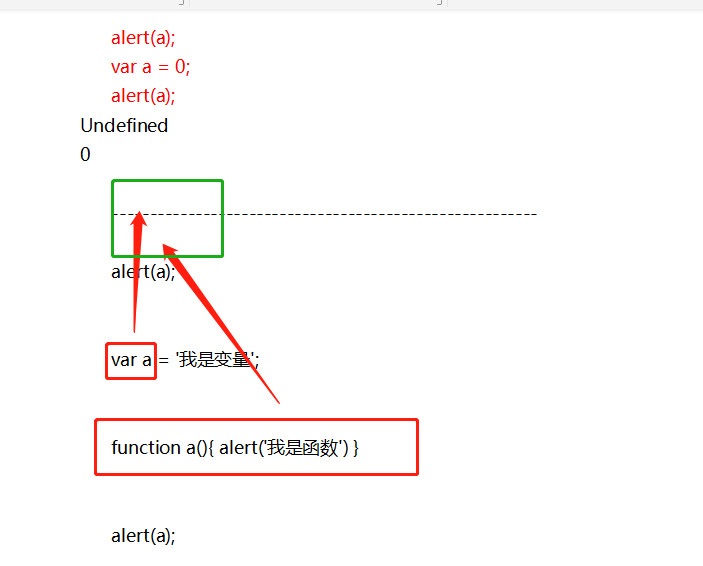 alert(a);
var a = 0;
alert(a);
Undefined
0
--------------------------------------------------------
alert(a);
var a = '我是变量';
function a(){ alert('我是函数') }
alert(a);